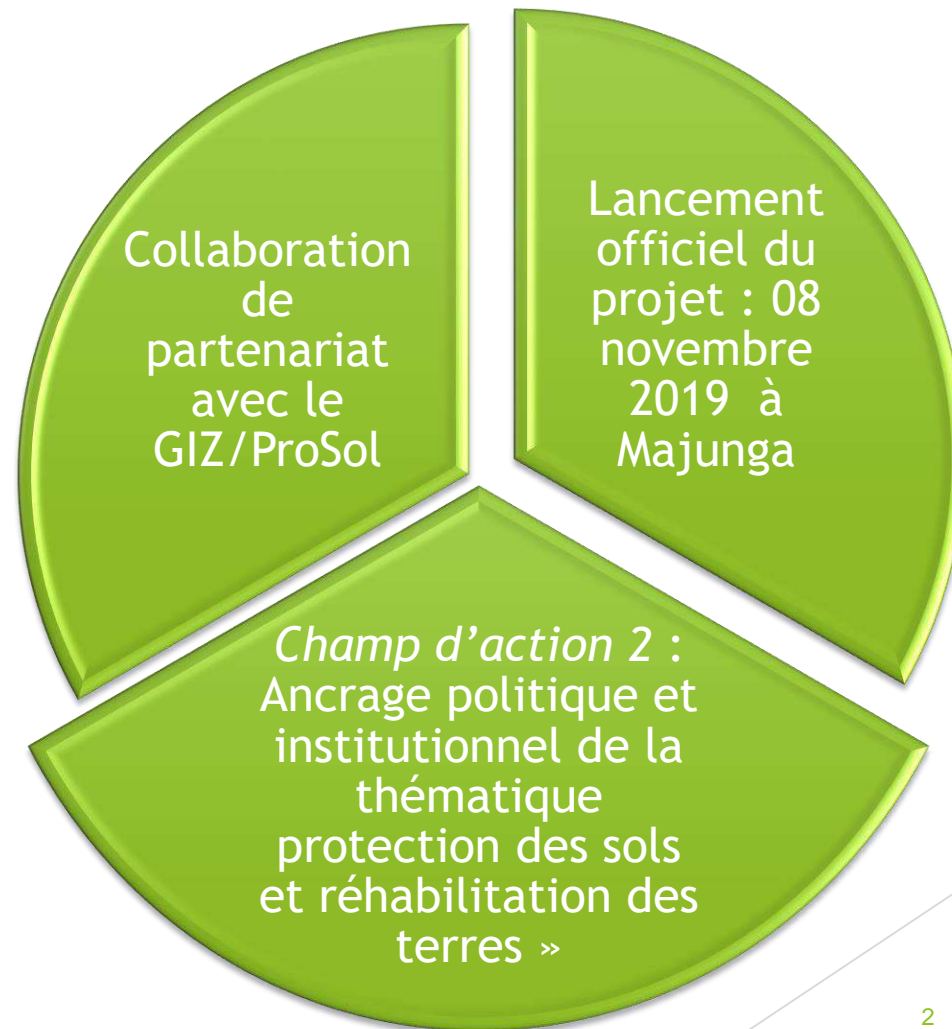 Collaboration
de
partenariat
avec le
GIZ/ProSol
Lancement
officiel du
projet : 08
novembre
2019 à
Majunga
Champ d’action 2 :
Ancrage politique et
institutionnel de la
thématique
protection des sols
et réhabilitation des
terres »
2